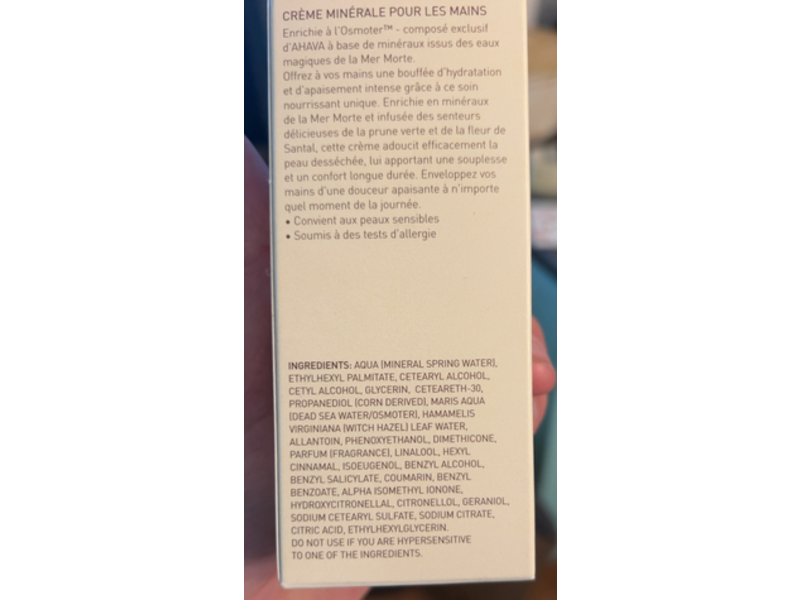 CRÈME MINÉRALE POUR LES MAINS
Enrichie à l'Osmoter™ - composé exclusif
d'AHAVA à base de minéraux issus des eaux
magiques de la Mer Morte.
Offrez à vos mains une bouffée d'hydratation
et d'apaisement intense grâce à ce soin
nourrissant unique. Enrichie en minéraux
de la Mer Morte et infusée des senteurs
délicieuses de la prune verte et de la fleur de
Santal, cette crème adoucit efficacement la
peau desséchée, lui apportant une souplesse
et un confort longue durée. Enveloppez vos
mains d'une douceur apaisante à n'importe
quel moment de la journée.
• Convient aux peaux sensibles
• Soumis à des tests d'allergie
INGREDIENTS: AQUA (MINERAL SPRING WATER),
ETHYLHEXYL PALMITATE, CETEARYL ALCOHOL,
CETYL ALCOHOL, GLYCERIN, CETEARETH-30,
PROPANEDIOL (CORN DERIVED), MARIS AQUA
(DEAD SEA WATER/OSMOTER), HAMAMELIS
VIRGINIANA (WITCH HAZEL) LEAF WATER,
ALLANTOIN, PHENOXYETHANOL, DIMETHICONE,
PARFUM (FRAGRANCE), LINALOOL, HEXYL
CINNAMAL, ISOEUGENOL, BENZYL ALCOHOL,
BENZYL SALICYLATE, COUMARIN, BENZYL
BENZOATE, ALPHA ISOMETHYL IONONE,
HYDROXYCITRONELLAL, CITRONELLOL, GERANIOL,
SODIUM CETEARYL SULFATE, SODIUM CITRATE,
CITRIC ACID, ETHYLHEXYLGLYCERIN.
DO NOT USE IF YOU ARE HYPERSENSITIVE
TO ONE OF THE INGREDIENTS.